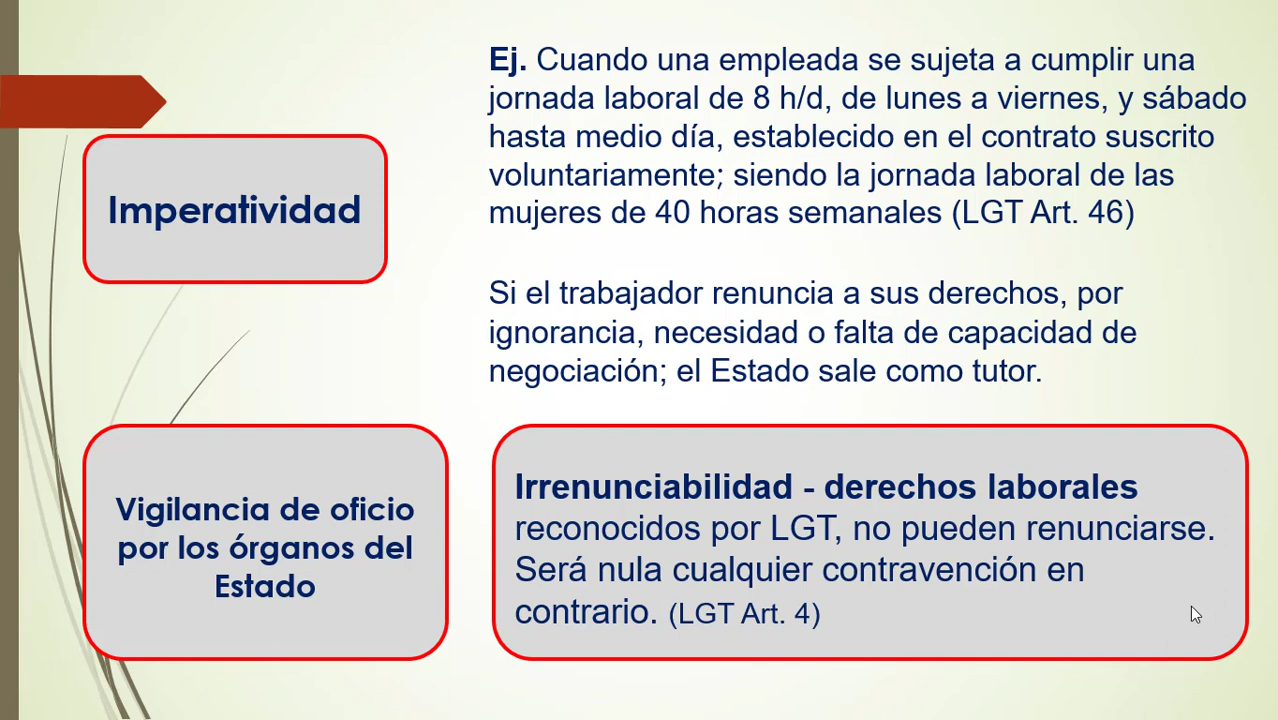 Imperatividad
Ej. Cuando una empleada se sujeta a cumplir una
jornada laboral de 8 h/d, de lunes a viernes, y sábado
hasta medio día, establecido en el contrato suscrito
voluntariamente; siendo la jornada laboral de las
mujeres de 40 horas semanales (LGT Art. 46)
Si el trabajador renuncia a sus derechos, por
ignorancia, necesidad o falta de capacidad de
negociación; el Estado sale como tutor.
Vigilancia de oficio
por los órganos del
Estado
Irrenunciabilidad - derechos laborales
reconocidos por LGT, no pueden renunciarse.
Será nula cualquier contravención en
contrario. (LGT Art. 4)